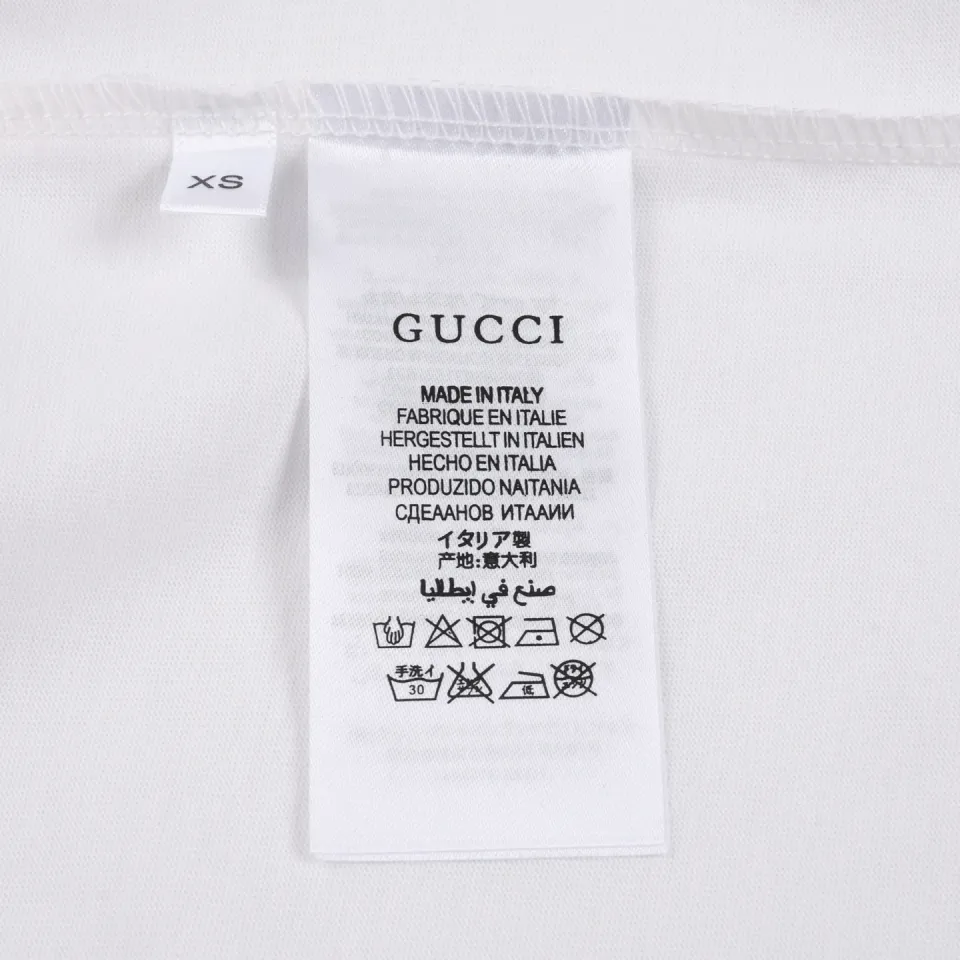 XS
GUCCI
MADE IN ITALY
FABRIQUE EN ITALIE
HERGESTELLT IN ITALIEN
HECHO EN ITALIA
PRODUZIDO NAITANIA
СДЕААНОВ ИТААИИ
イタリア製
产地:意大利
صنع في إيطاليا
手洗イ
30
低